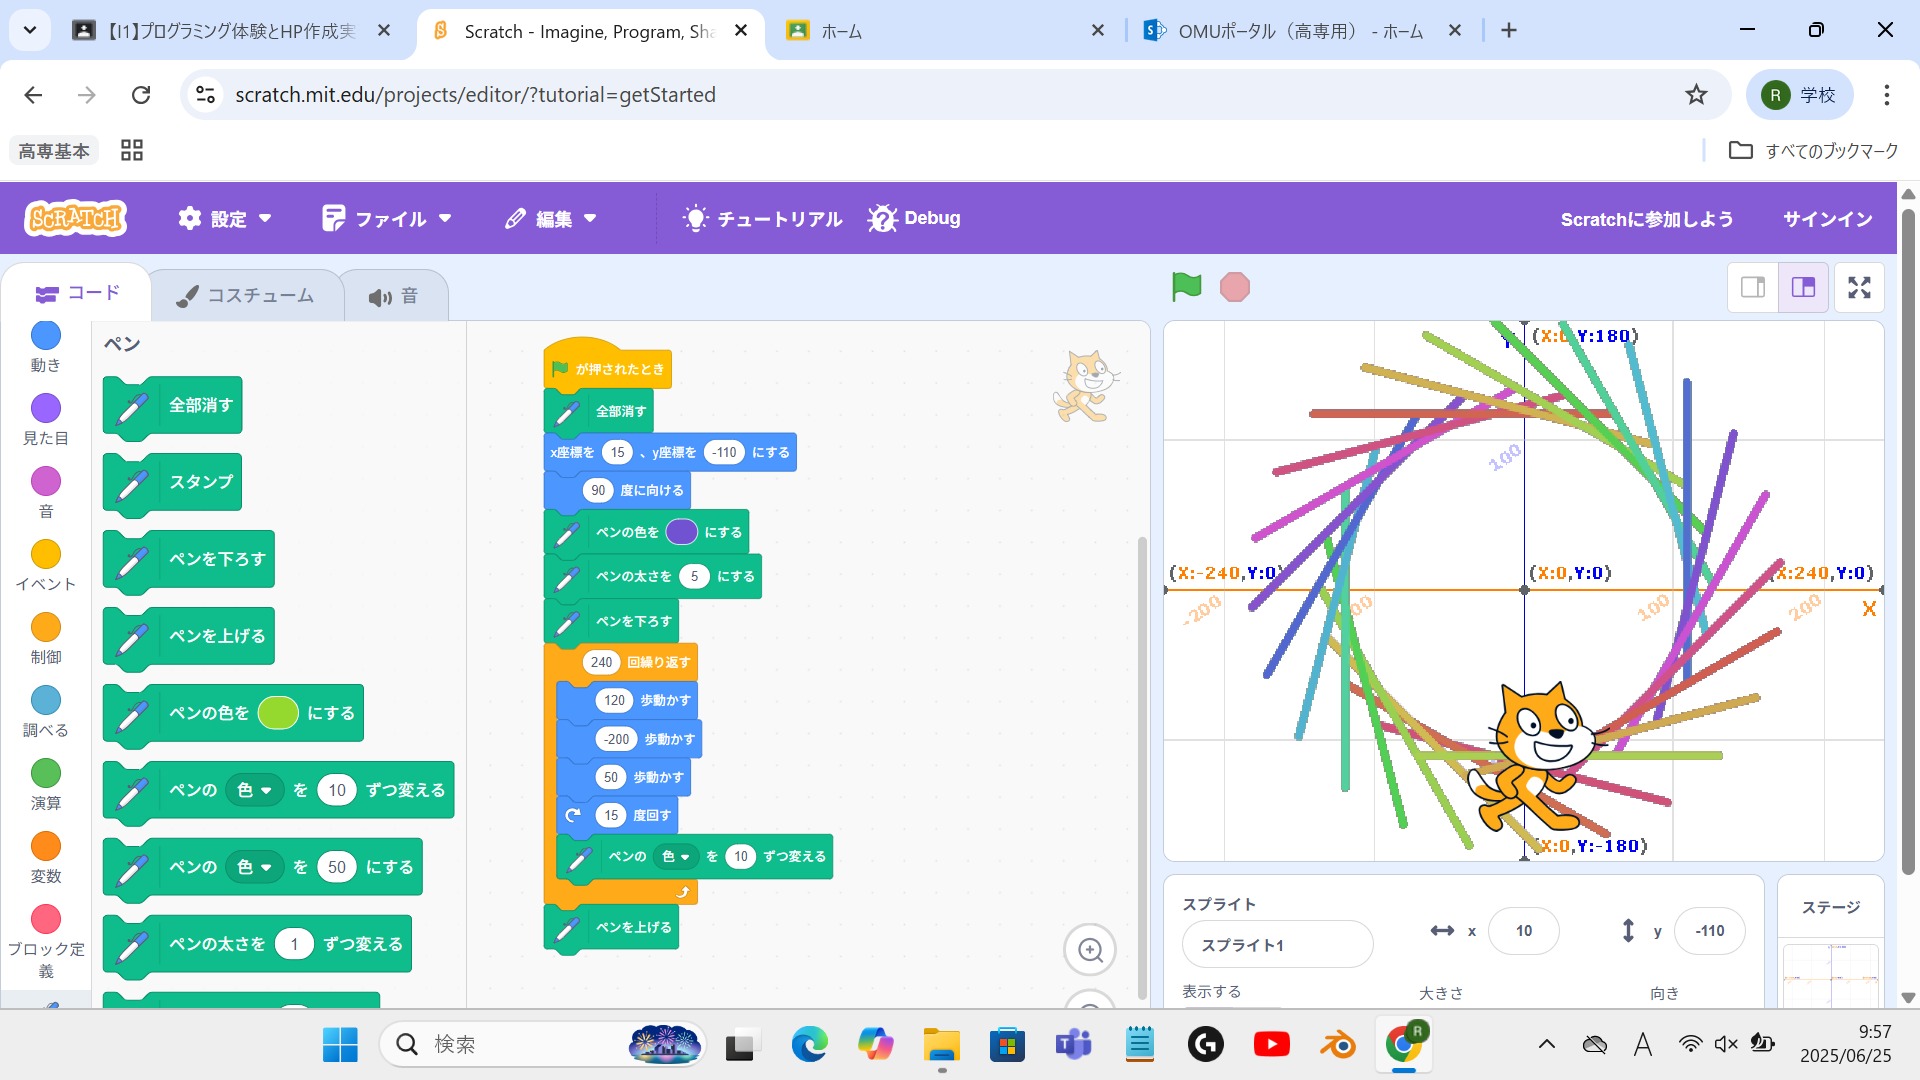 【I1】プログラミング体験とHP作成実
Scratch - Imagine, Program, Sha
ホーム
OMUポータル（高専用） - ホーム
scratch.mit.edu/projects/editor/?tutorial=getStarted
R
学校
高専基本
すべてのブックマーク
SCRATCH
設定
ファイル
編集
チュートリアル
Debug
Scratchに参加しよう
サインイン
コード
コスチューム
音
動き
見た目
音
イベント
制御
調べる
演算
変数
ブロック定
義
ペン
全部消す
スタンプ
ペンを下ろす
ペンを上げる
ペンの色を にする
ペンの 色 を 10 ずつ変える
ペンの 色 を 50 にする
ペンの太さを 1 ずつ変える
が押されたとき
全部消す
x座標を 15 、y座標を -110 にする
90 度に向ける
ペンの色を にする
ペンの太さを 5 にする
ペンを下ろす
240 回繰り返す
120 歩動かす
-200 歩動かす
50 歩動かす
15 度回す
ペンの 色 を 10 ずつ変える
ペンを上げる
(X:0,Y:180)
100
(X:-240,Y:0)
(X:0,Y:0)
X:240,Y:0)
-200
100
200
X
(X:0,Y:-180)
スプライト
スプライト1
x
10
y
-110
表示する
大きさ
向き
ステージ
検索
R
A
9:57
2025/06/25